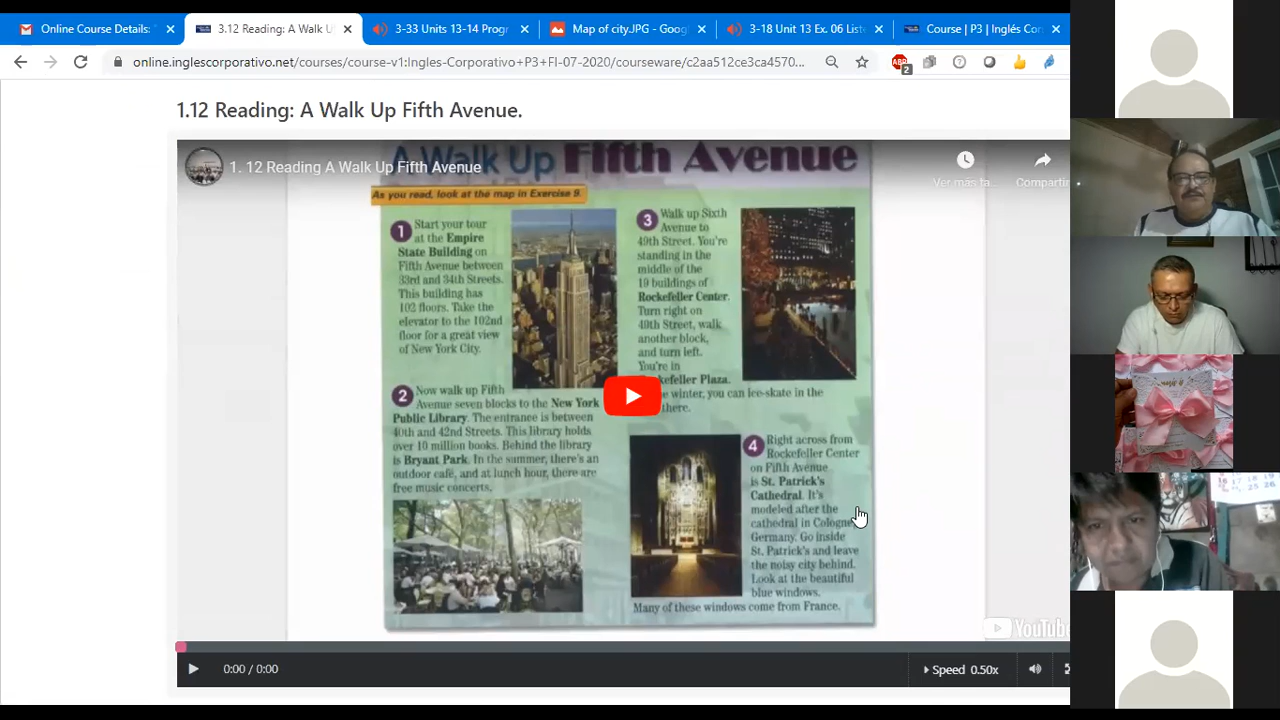 Online Course Details:
3.12 Reading: A Walk U
3-33 Units 13-14 Prog
Map of city.JPG - Goog
3-18 Unit 13 Ex. 06 List
Course | P3 | Inglés Cor
online.inglescorporativo.net/courses/course-v1:Ingles-Corporativo+P3+FI-07-2020/courseware/c2aa512ce3ca4570...
ABP
2
1.12 Reading: A Walk Up Fifth Avenue.
A Walk Up Fifth Avenue
1. 12 Reading A Walk Up Fifth Avenue
Ver más ta...
Compartir
As you read, look at the map in Exercise 9.
1 Start your tour
at the Empire
State Building on
Fifth Avenue between
33rd and 34th Streets.
This building has
102 floors. Take the
elevator to the 102nd
floor for a great view
of New York City.
2 Now walk up Fifth
Avenue seven blocks to the New York
Public Library. The entrance is between
40th and 42nd Streets. This library holds
over 10 million books. Behind the library
is Bryant Park. In the summer, there's an
outdoor café, and at lunch hour, there are
free music concerts.
3 Walk up Sixth
Avenue to
49th Street. You're
standing in the
middle of the
19 buildings of
Rockefeller Center.
Turn right on
49th Street, walk
another block,
and turn left.
You're in
kefeller Plaza.
e winter, you can ice-skate in the
there.
4 Right across from
Rockefeller Center
on Fifth Avenue
is St. Patrick's
Cathedral. It's
modeled after the
cathedral in Cologne
Germany. Go inside
St. Patrick's and leave
the noisy city behind.
Look at the beautiful
blue windows.
Many of these windows come from France.
YouTube
0:00 / 0:00
Speed 0.50x